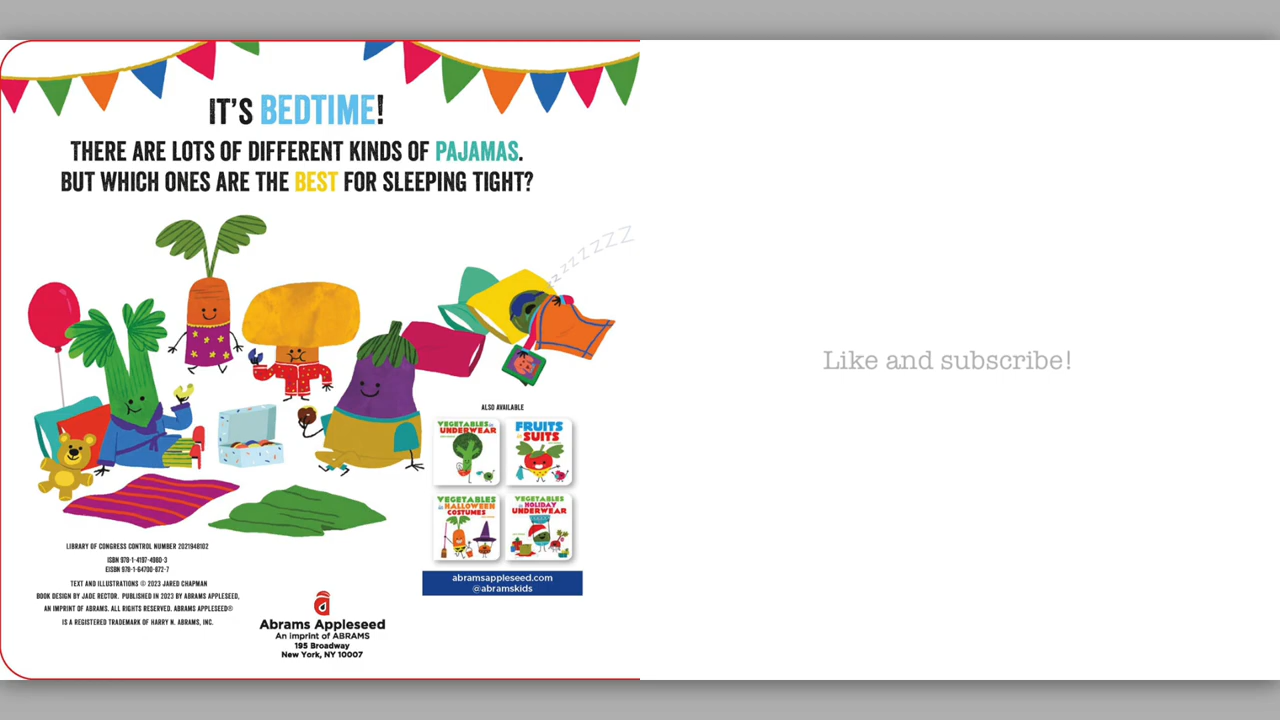 IT'S BEDTIME!
THERE ARE LOTS OF DIFFERENT KINDS OF PAJAMAS.
BUT WHICH ONES ARE THE BEST FOR SLEEPING TIGHT?
ZZZZZZZZ
ALSO AVAILABLE
VEGETABLES IN
UNDERWEAR
FRUITS
IN
SUITS
VEGETABLES
IN HALLOWEEN
COSTUMES
VEGETABLES
IN HOLIDAY
UNDERWEAR
abramsappleseed.com
@abramskids
LIBRARY OF CONGRESS CONTROL NUMBER 2021948102
ISBN 978-1-4197-4980-3
EISBN 978-1-64700-672-7
TEXT AND ILLUSTRATIONS © 2023 JARED CHAPMAN
BOOK DESIGN BY JADE RECTOR. PUBLISHED IN 2023 BY ABRAMS APPLESEED,
AN IMPRINT OF ABRAMS. ALL RIGHTS RESERVED. ABRAMS APPLESEED®
IS A REGISTERED TRADEMARK OF HARRY N. ABRAMS, INC.
Abrams Appleseed
An imprint of ABRAMS
195 Broadway
New York, NY 10007
Like and subscribe!